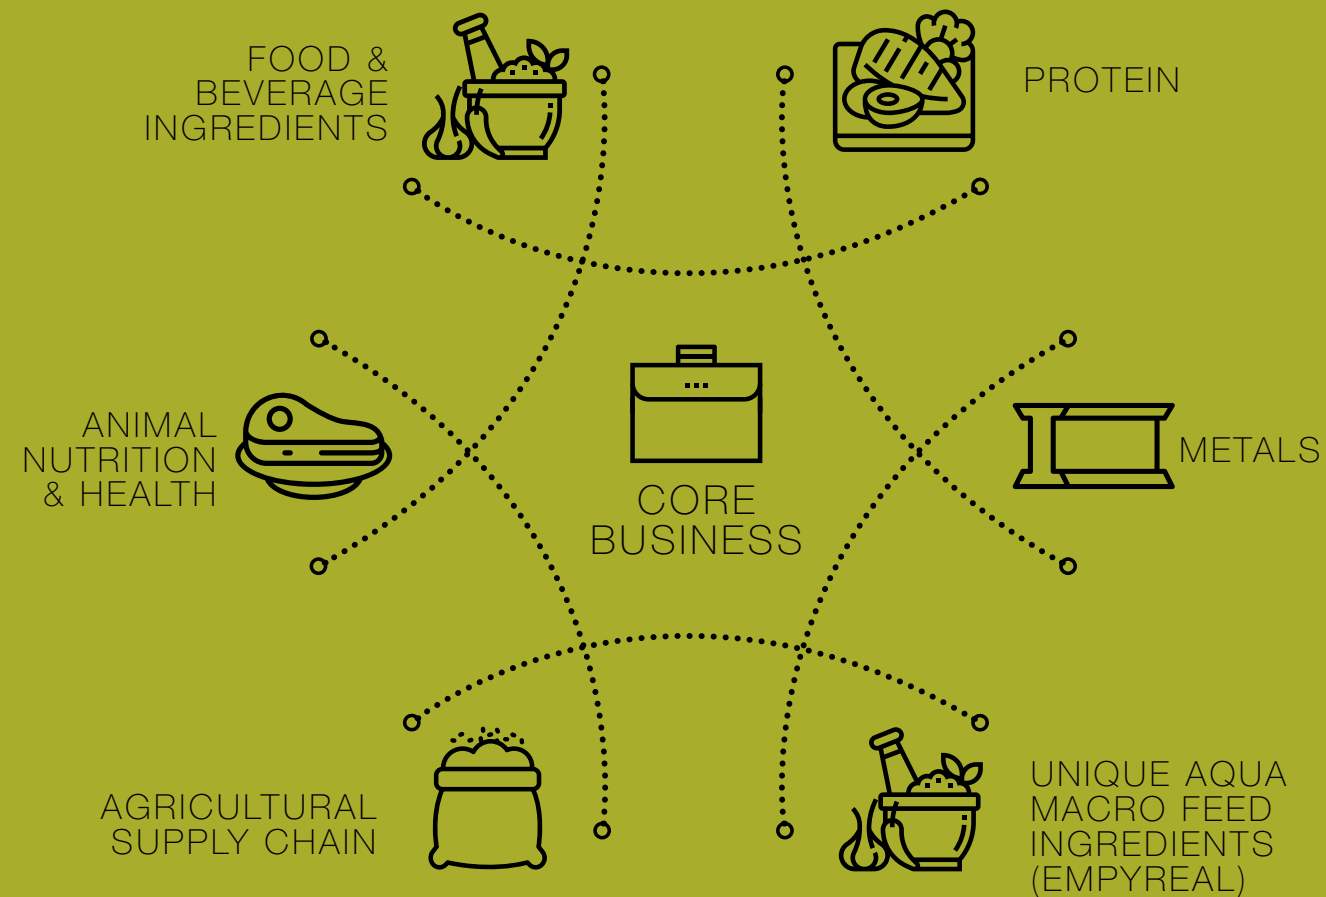 FOOD &
BEVERAGE
INGREDIENTS
PROTEIN
ANIMAL
NUTRITION
& HEALTH
CORE
BUSINESS
METALS
AGRICULTURAL
SUPPLY CHAIN
UNIQUE AQUA
MACRO FEED
INGREDIENTS
(EMPYREAL)